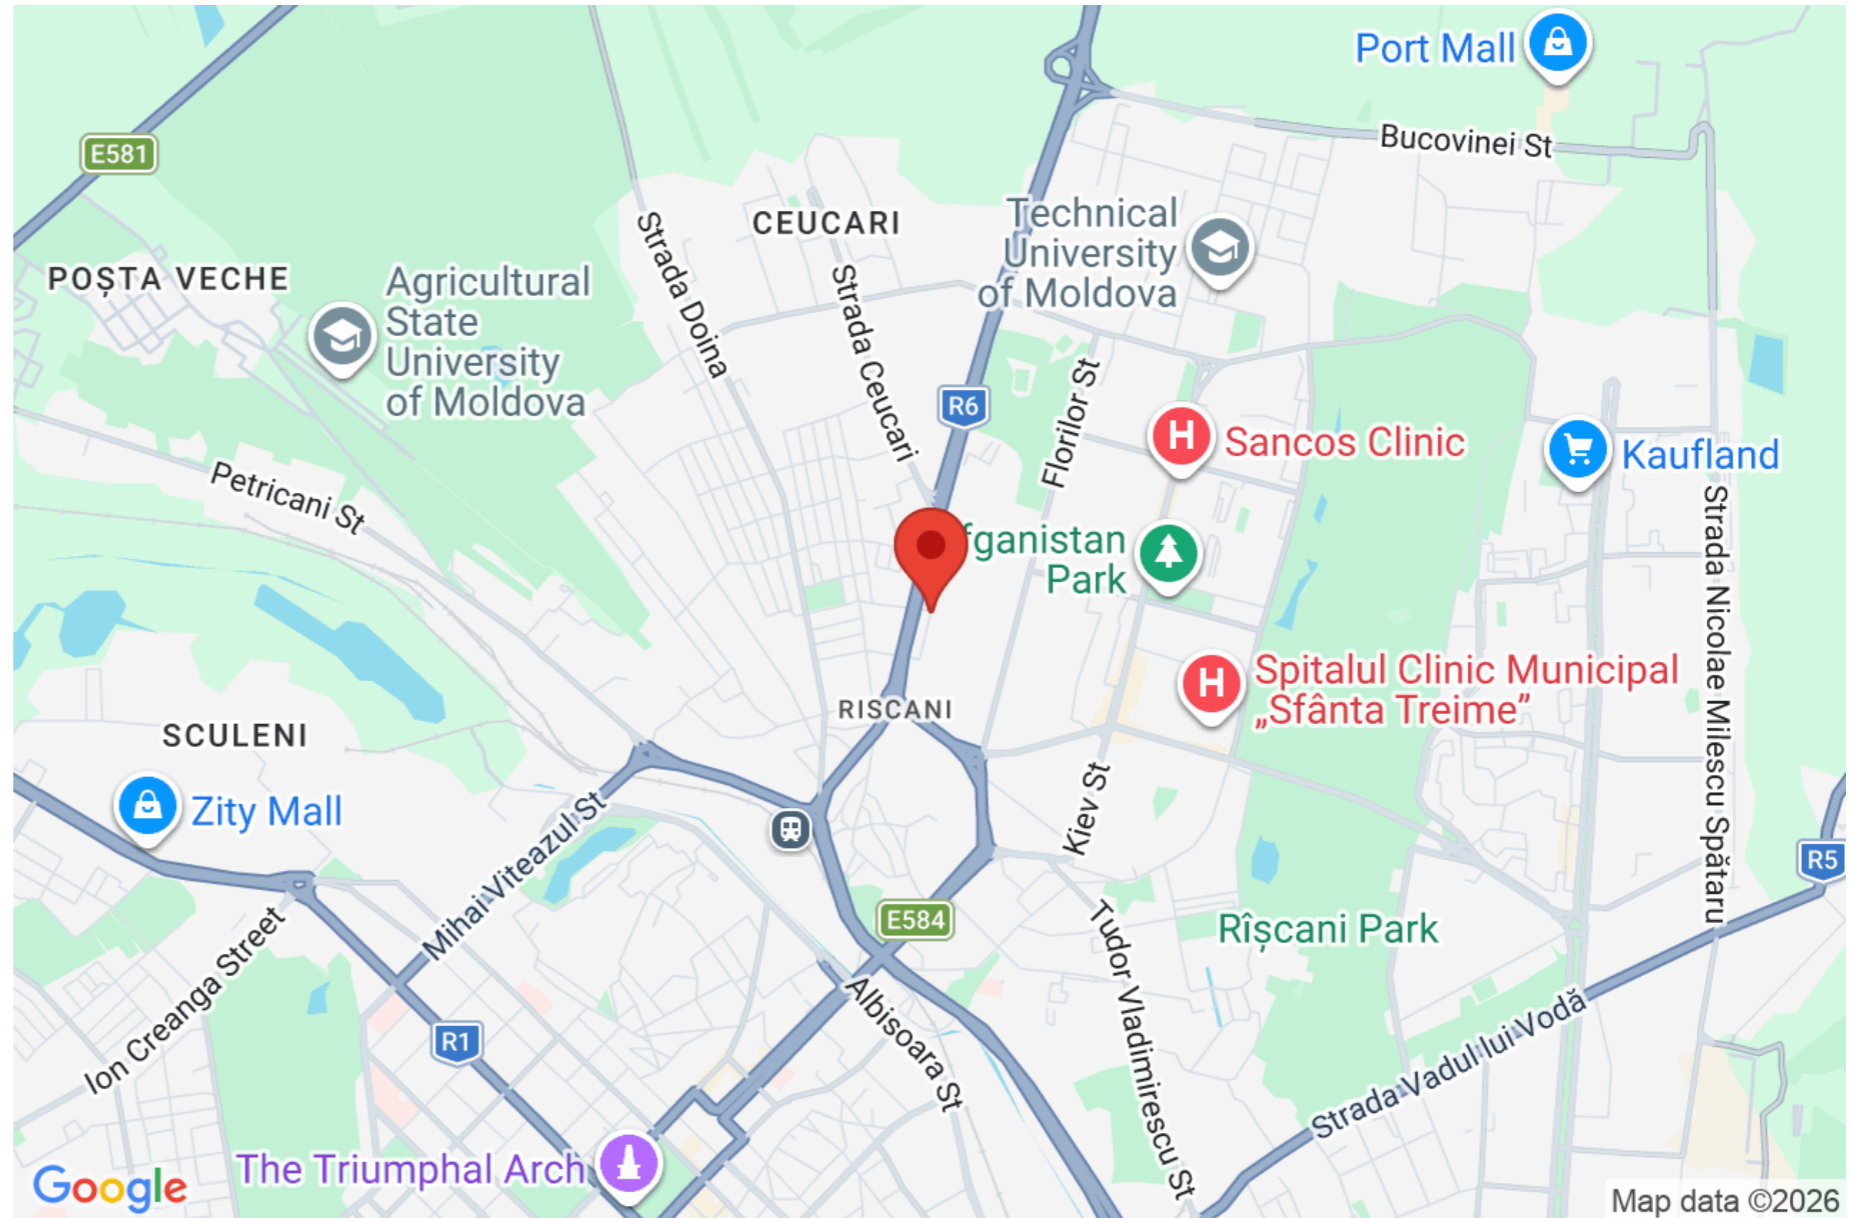 Port Mall
Bucovinei St
E581
CEUCARI
Technical
University
of Moldova
POȘTA VECHE
Agricultural
State
University
of Moldova
Strada Doina
Strada Ceucari
R6
Florilor St
Sancos Clinic
Kaufland
Petricani St
fganistan
Park
Strada Nicolae Milescu Spătaru
Spitalul Clinic Municipal
„Sfânta Treime”
RISCANI
SCULENI
Zity Mall
Mihai Viteazul St
Kiev St
R5
E584
Rîșcani Park
Ion Creanga Street
Tudor Vladimirescu St
Albisoara St
R1
Strada Vadul lui Vodă
The Triumphal Arch
Google
Map data ©2026